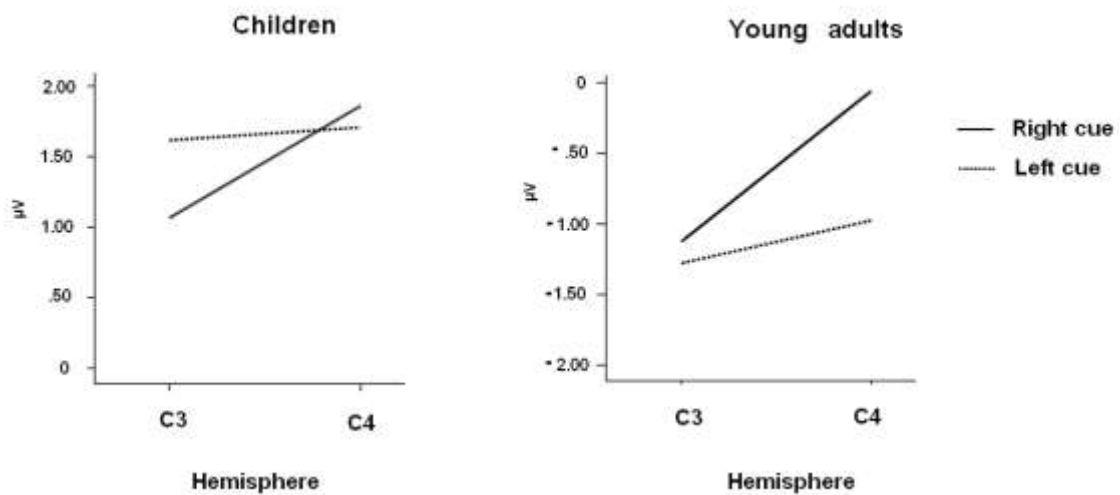 Children
2.00
1.50
1.00
.50
0
µV
C3
C4
Hemisphere
Young adults
0
- .50
- 1.00
- 1.50
- 2.00
µV
C3
C4
Hemisphere
Right cue
Left cue